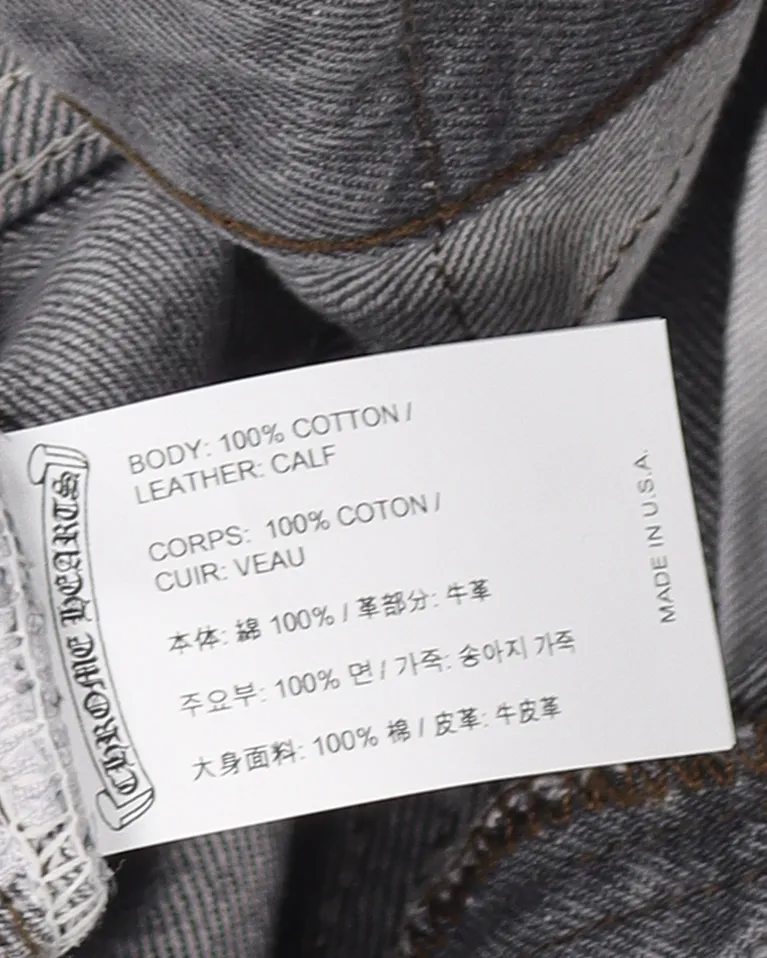 CHROME HEARTS
BODY: 100% COTTON /
LEATHER: CALF
CORPS: 100% COTON /
CUIR: VEAU
本体: 綿 100% / 革部分: 牛革
주요부: 100% 면 / 가죽: 송아지 가죽
大身面料: 100% 棉 / 皮革: 牛皮革
MADE IN U.S.A.